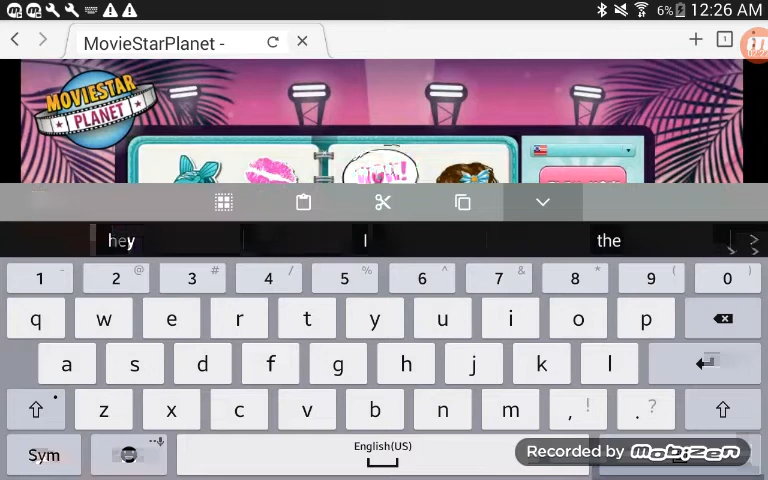 6% 12:26 AM
MovieStarPlanet -
1
MOVIESTAR
PLANET
hey I the
1 - 2 @ 3 # 4 / 5 % 6 ^ 7 & 8 * 9 ( 0 )
q w e r t y u i o p
a s d f g h j k l
z x c v b n m , ! . ?
Sym English(US) Recorded by mobizen